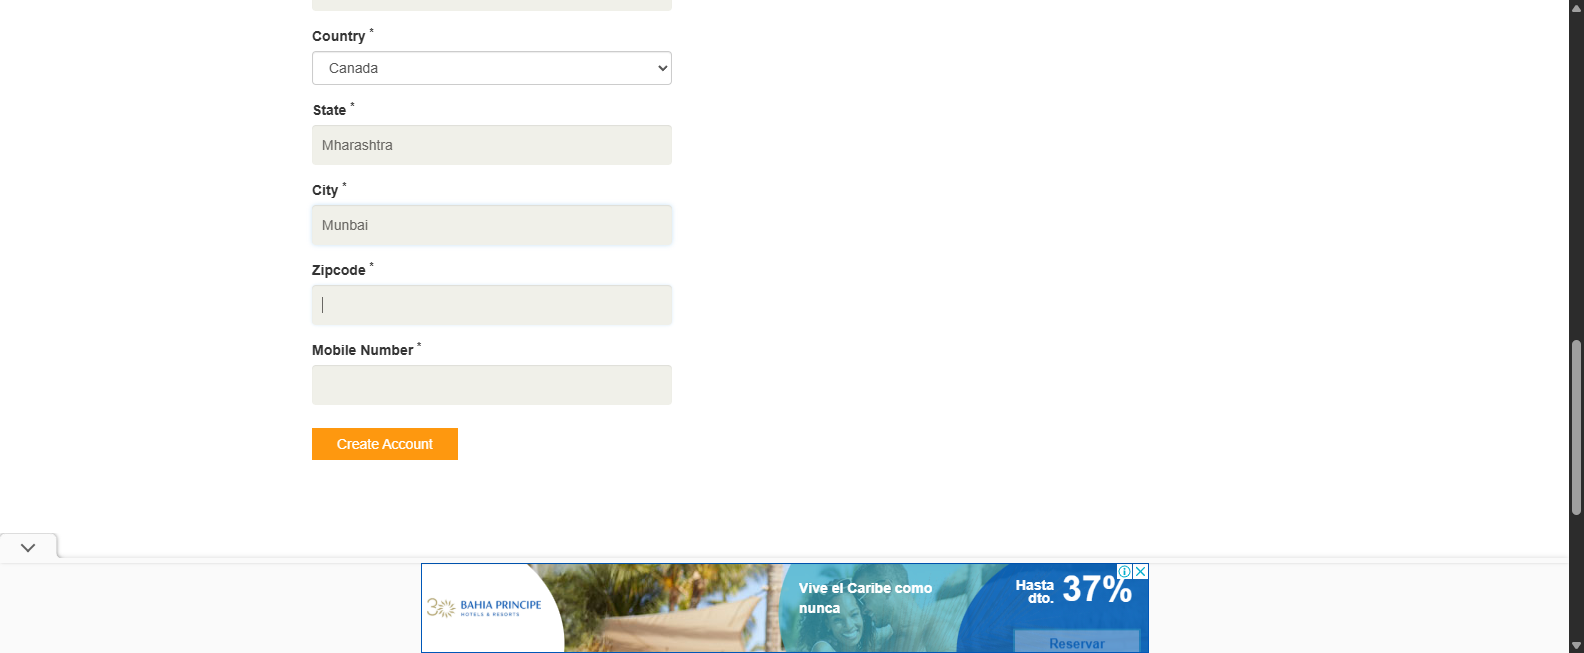 Country *
Canada
State *
Mharashtra
City *
Munbai
Zipcode *
Mobile Number *
Create Account
30 BAHIA PRINCIPE
HOTELS & RESORTS
Vive el Caribe como
nunca
Hasta
dto. 37%
Reservar